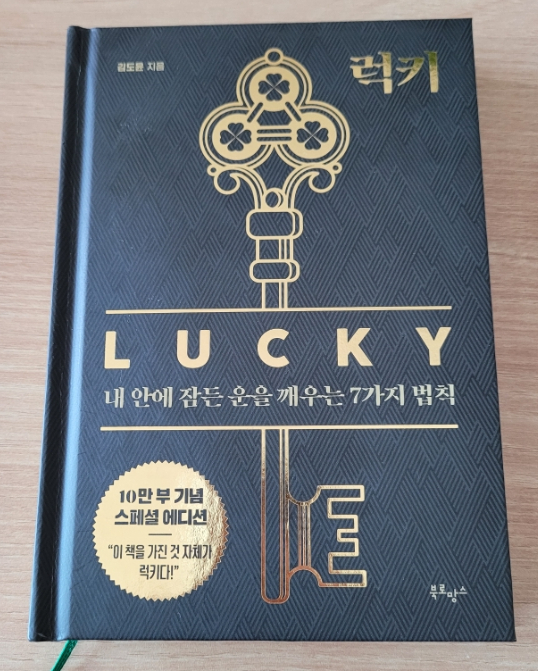 김도윤 지음
럭키
LUCKY
내 안에 잠든 운을 깨우는 7가지 법칙
10만 부 기념
스페셜 에디션
“이 책을 가진 것 자체가
럭키다!”
북로망스